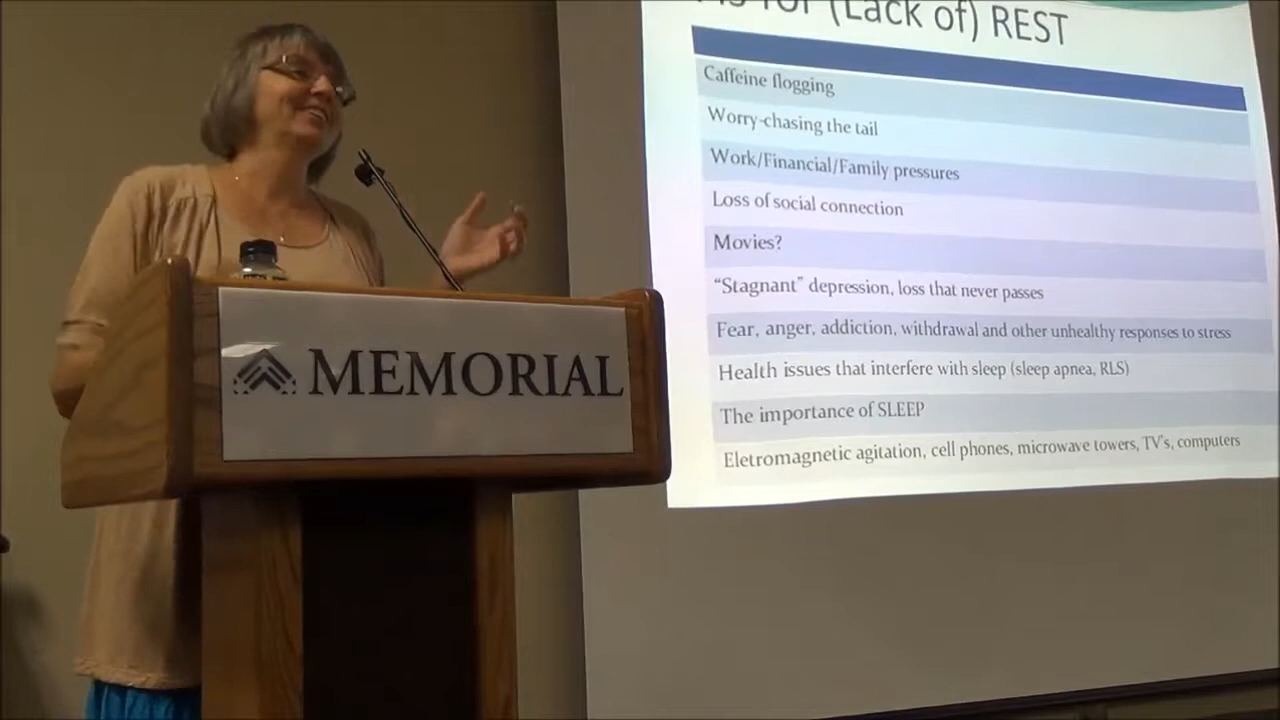 (Lack of) REST
Caffeine flogging
Worry-chasing the tail
Work/Financial/Family pressures
Loss of social connection
Movies?
“Stagnant” depression, loss that never passes
Fear, anger, addiction, withdrawal and other unhealthy responses to stress
Health issues that interfere with sleep (sleep apnea, RLS)
The importance of SLEEP
Eletromagnetic agitation, cell phones, microwave towers, TV's, computers
MEMORIAL